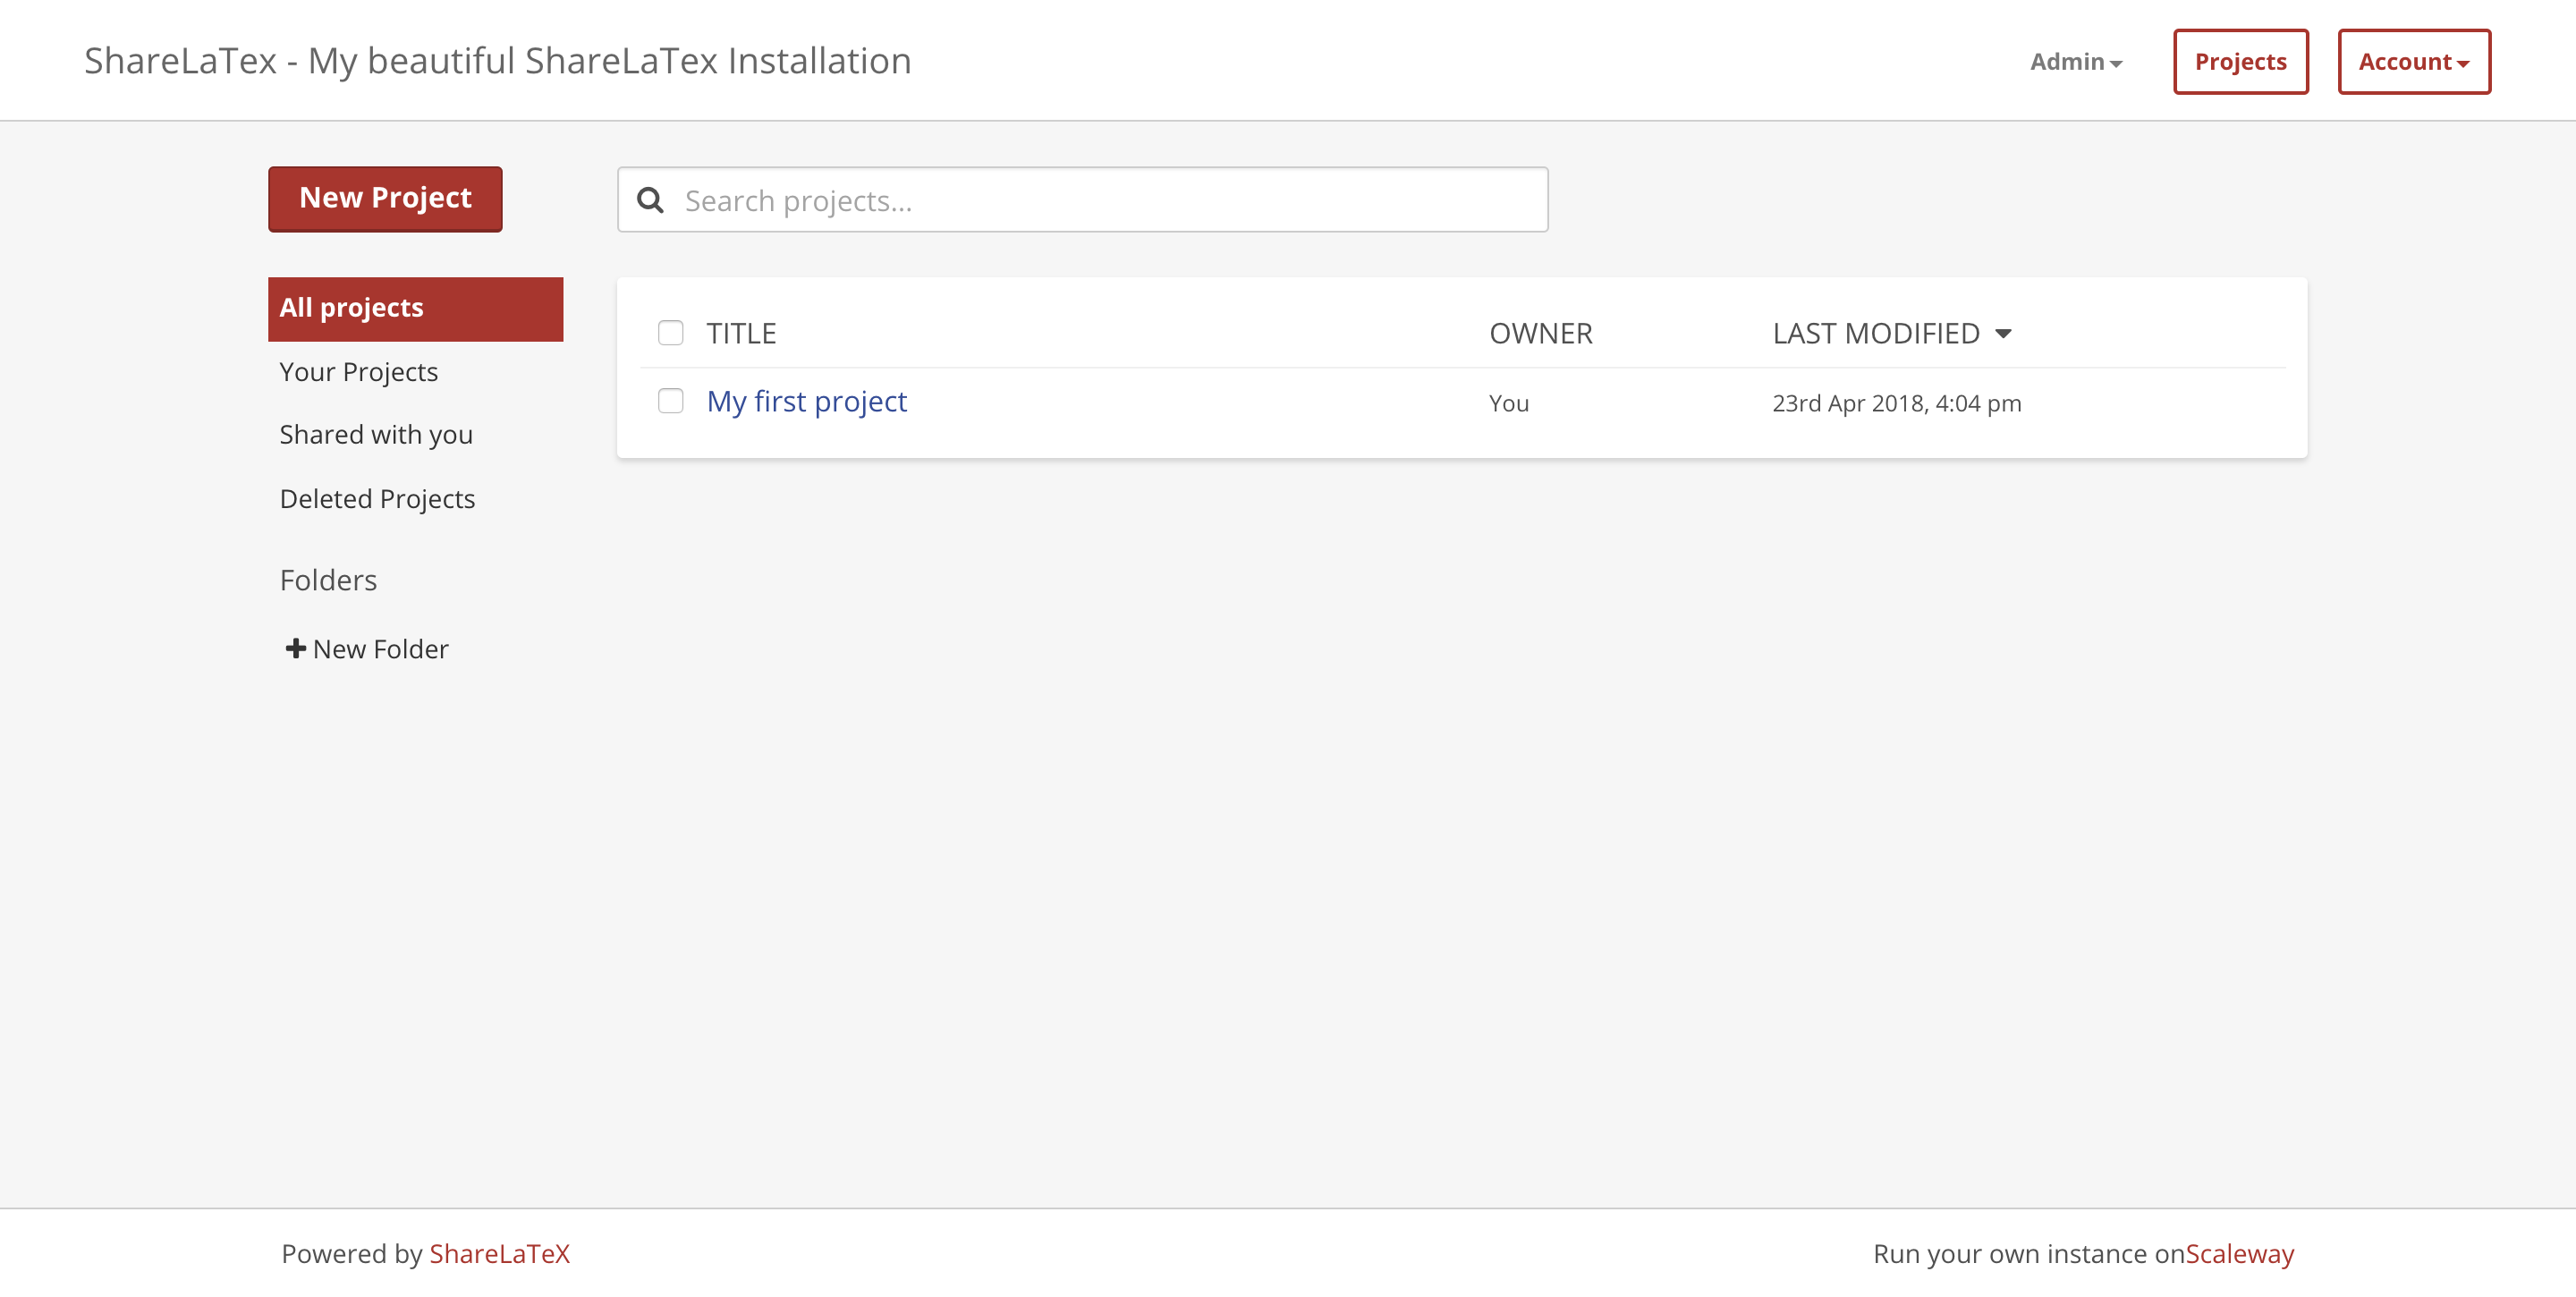 ShareLaTex - My beautiful ShareLaTex Installation
Admin
Projects
Account
New Project
Search projects...
All projects
Your Projects
Shared with you
Deleted Projects
Folders
New Folder
TITLE OWNER LAST MODIFIED
My first project You 23rd Apr 2018, 4:04 pm
Powered by ShareLaTeX
Run your own instance onScaleway